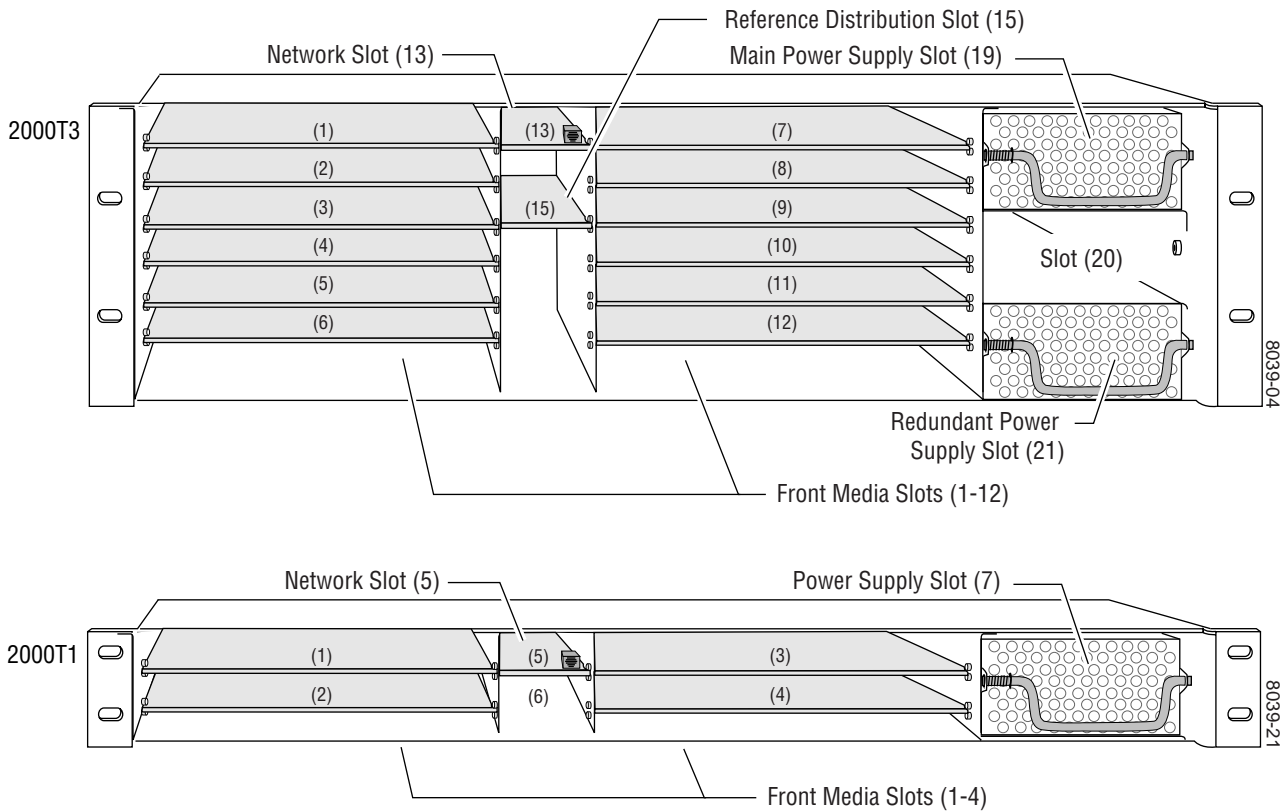 Reference Distribution Slot (15)
Network Slot (13)
Main Power Supply Slot (19)
2000T3
(1)
(13)
(7)
(2)
(8)
(3)
(15)
(9)
(4)
(10)
Slot (20)
(5)
(11)
(6)
(12)
8039-04
Redundant Power
Supply Slot (21)
Front Media Slots (1-12)
Network Slot (5)
Power Supply Slot (7)
2000T1
(1)
(5)
(3)
(2)
(6)
(4)
8039-21
Front Media Slots (1-4)